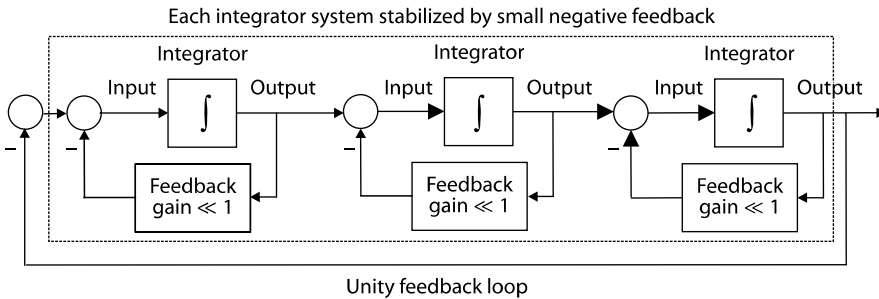 Each integrator system stabilized by small negative feedback
Integrator
Integrator
Integrator
Input
∫
Output
Input
∫
Output
Input
∫
Output
−
−
−
−
Feedback
gain ≪ 1
Feedback
gain ≪ 1
Feedback
gain ≪ 1
Unity feedback loop